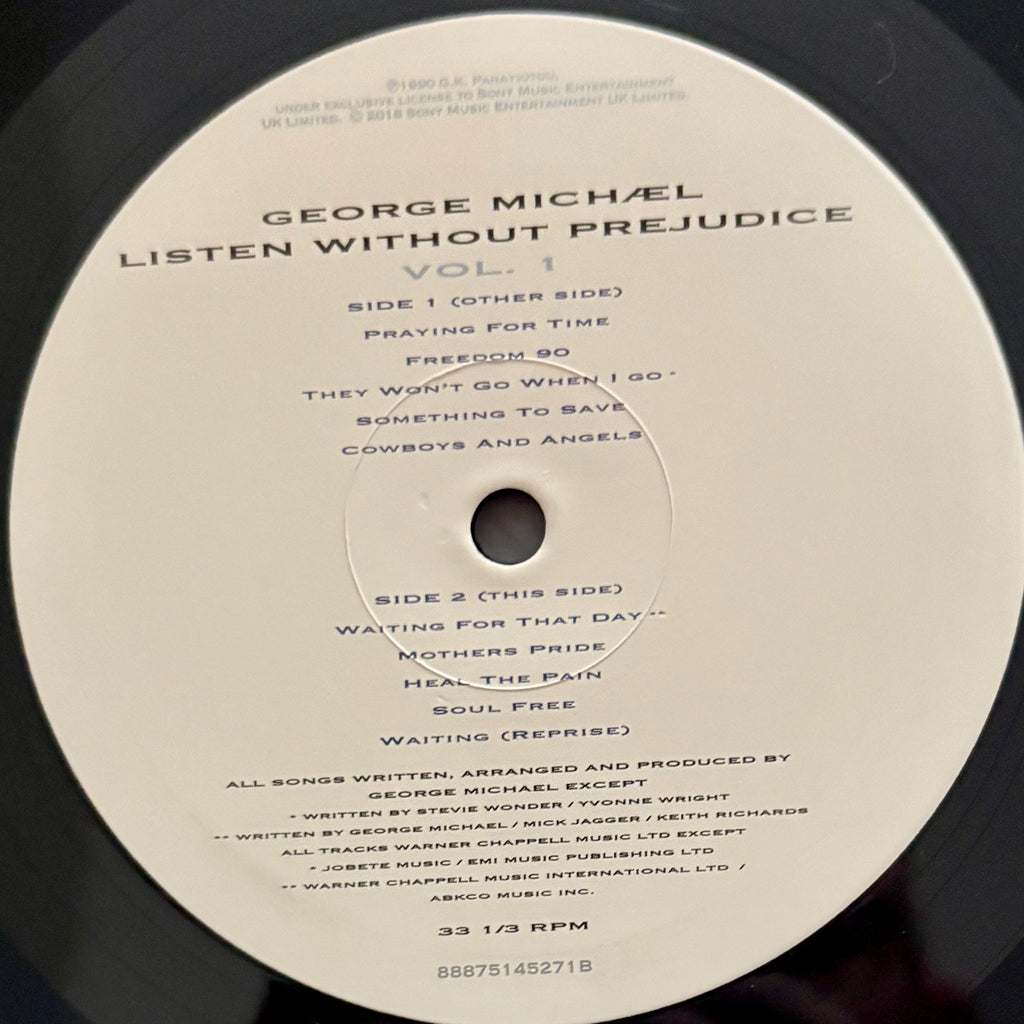 ℗1990 G.K. PANAYIOTOU,
UNDER EXCLUSIVE LICENSE TO SONY MUSIC ENTERTAINMENT
UK LIMITED. © 2018 SONY MUSIC ENTERTAINMENT UK LIMITED.
GEORGE MICHÆL
LISTEN WITHOUT PREJUDICE
VOL. 1
SIDE 1 (OTHER SIDE)
PRAYING FOR TIME
FREEDOM 90
THEY WON'T GO WHEN I GO *
SOMETHING TO SAVE
COWBOYS AND ANGELS
SIDE 2 (THIS SIDE)
WAITING FOR THAT DAY **
MOTHERS PRIDE
HEAL THE PAIN
SOUL FREE
WAITING (REPRISE)
ALL SONGS WRITTEN, ARRANGED AND PRODUCED BY
GEORGE MICHAEL EXCEPT
* WRITTEN BY STEVIE WONDER / YVONNE WRIGHT
** WRITTEN BY GEORGE MICHAEL / MICK JAGGER / KEITH RICHARDS
ALL TRACKS WARNER CHAPPELL MUSIC LTD EXCEPT
* JOBETE MUSIC / EMI MUSIC PUBLISHING LTD
** WARNER CHAPPELL MUSIC INTERNATIONAL LTD /
ABKCO MUSIC INC.
33 1/3 RPM
88875145271B